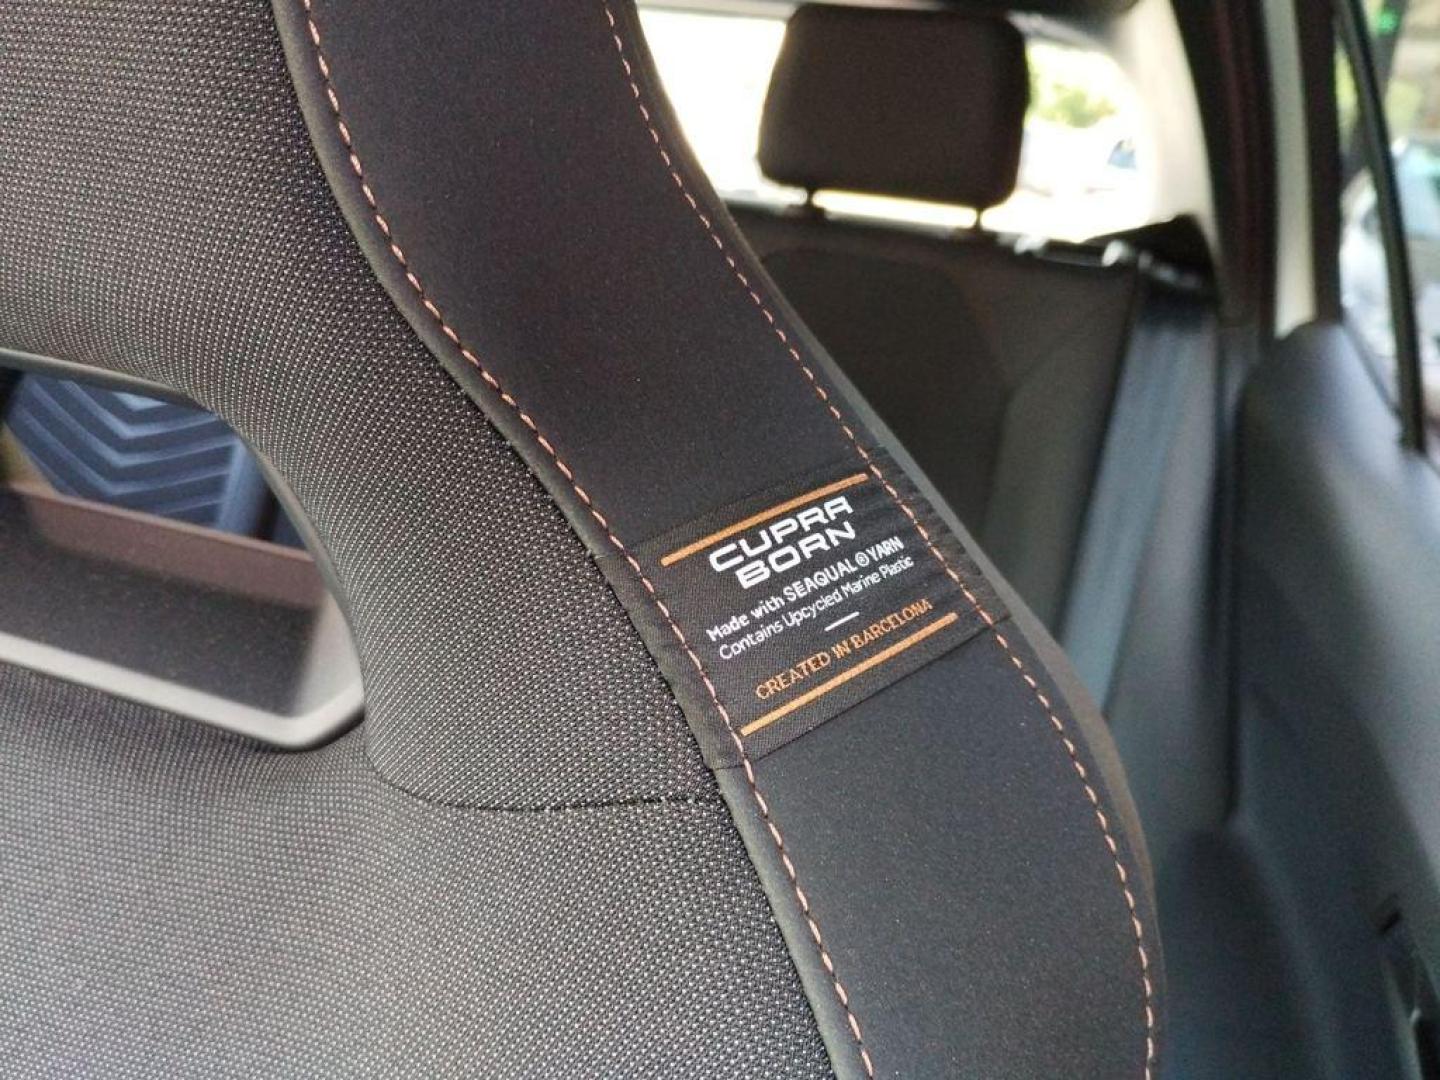 CUPRA
BORN
Made with SEAQUAL® YARN
Contains Upcycled Marine Plastic
CREATED IN BARCELONA